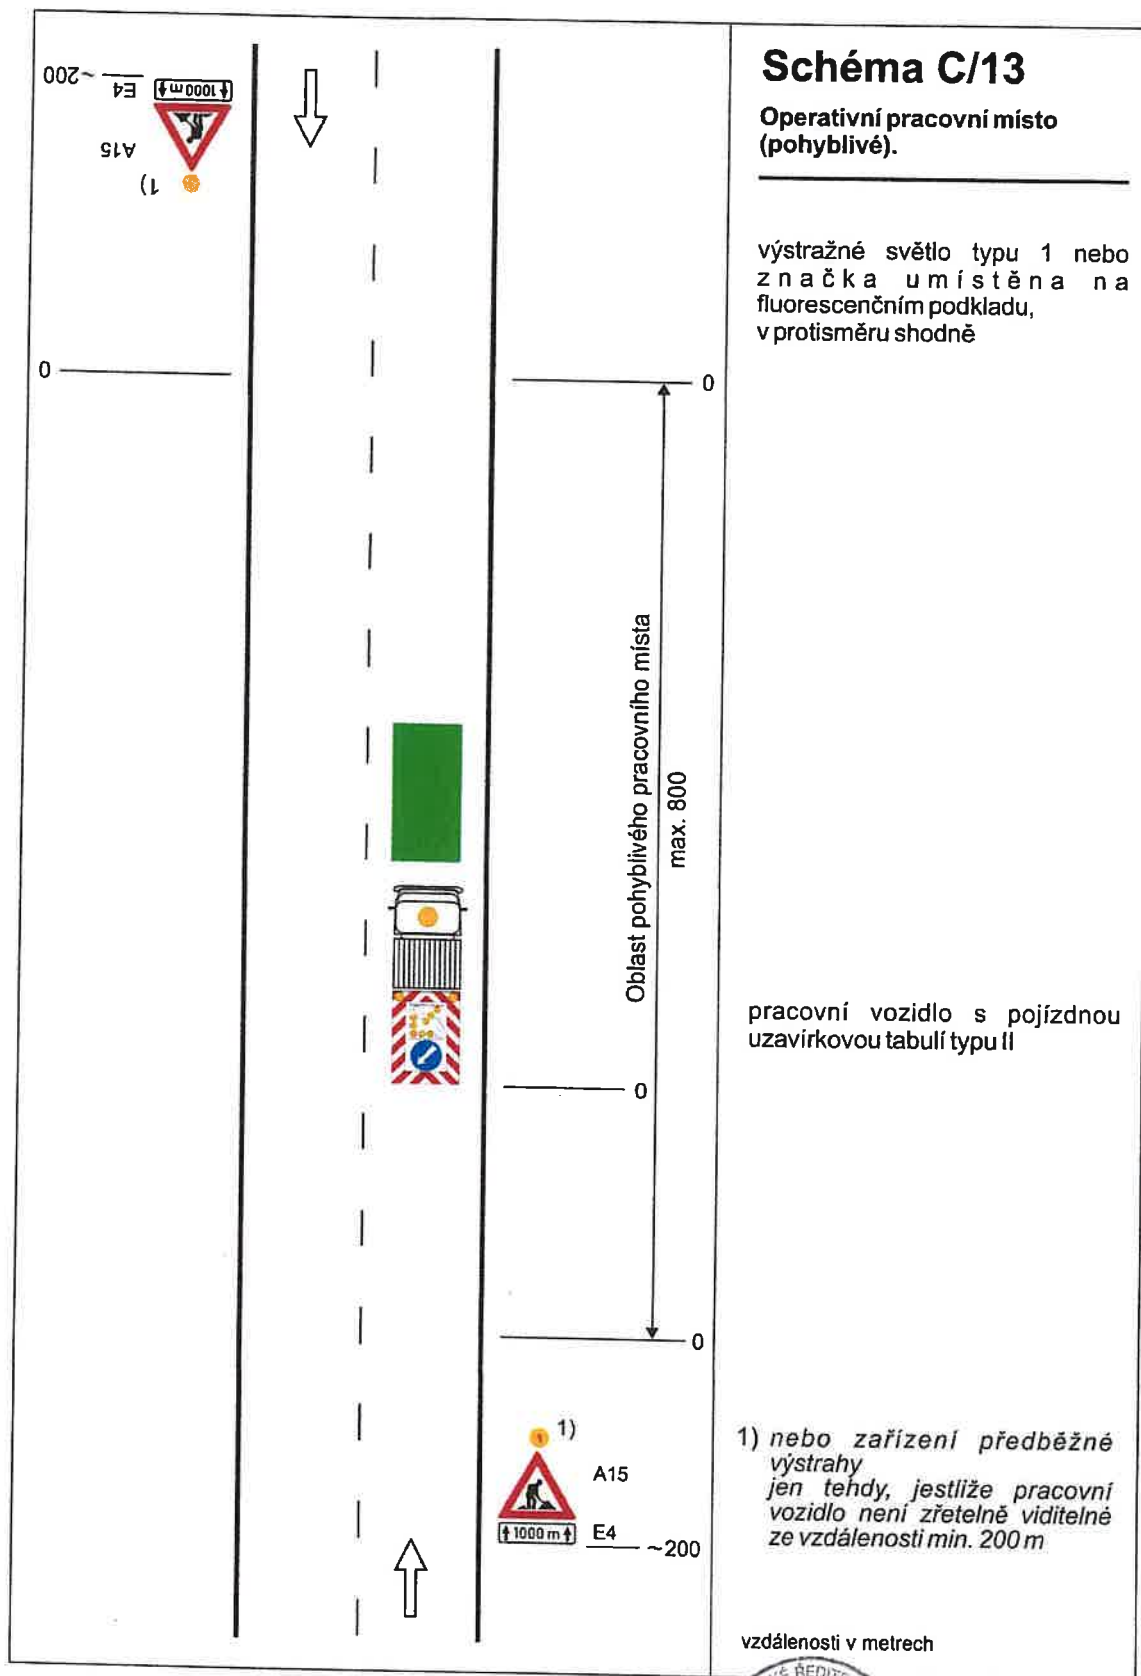 Schéma C/13
Operativní pracovní místo
(pohyblivé).
výstražné světlo typu 1 nebo
značka umístěna na
fluorescenčním podkladu,
v protisměru shodně
~200
E4
1000 m
A15
1)
0
0
Oblast pohyblivého pracovního místa
max. 800
pracovní vozidlo s pojízdnou
uzavírkovou tabulí typu II
0
0
1)
1
A15
1000 m
E4
~200
1) nebo zařízení předběžné
výstrahy
jen tehdy, jestliže pracovní
vozidlo není zřetelně viditelné
ze vzdálenosti min. 200 m
vzdálenosti v metrech